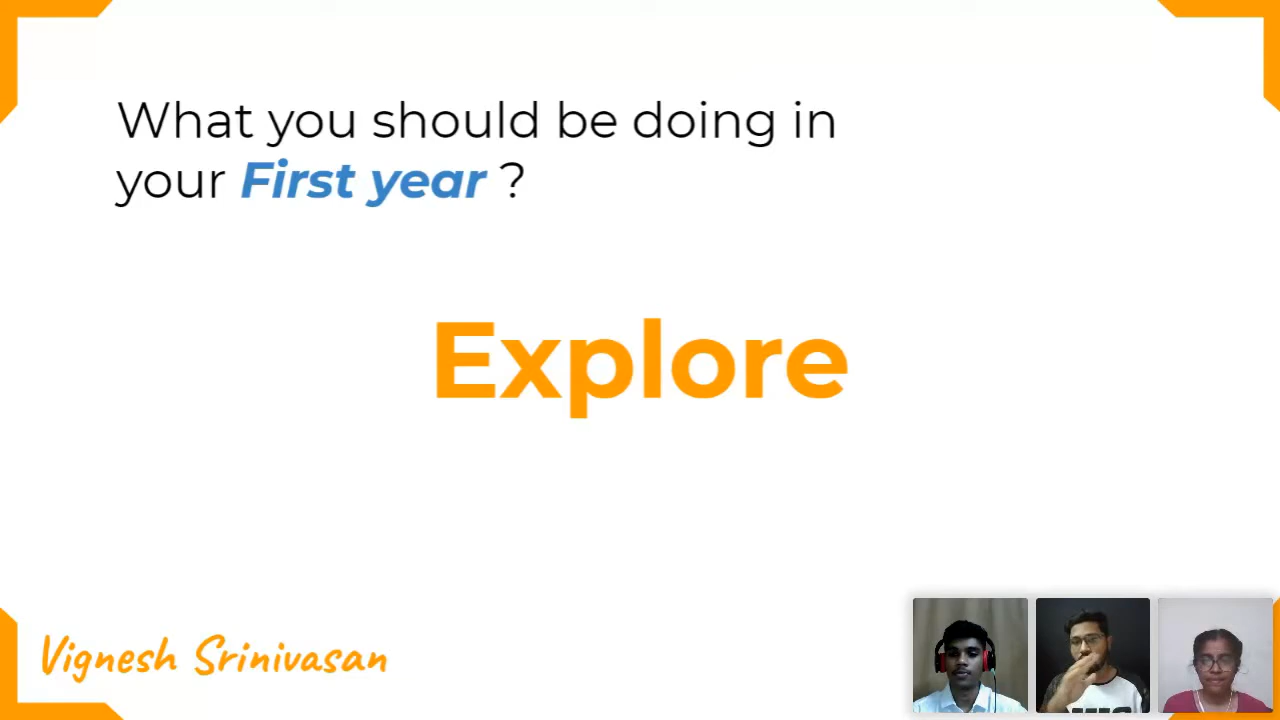 What you should be doing in
your First year ?
Explore
Vignesh Srinivasan